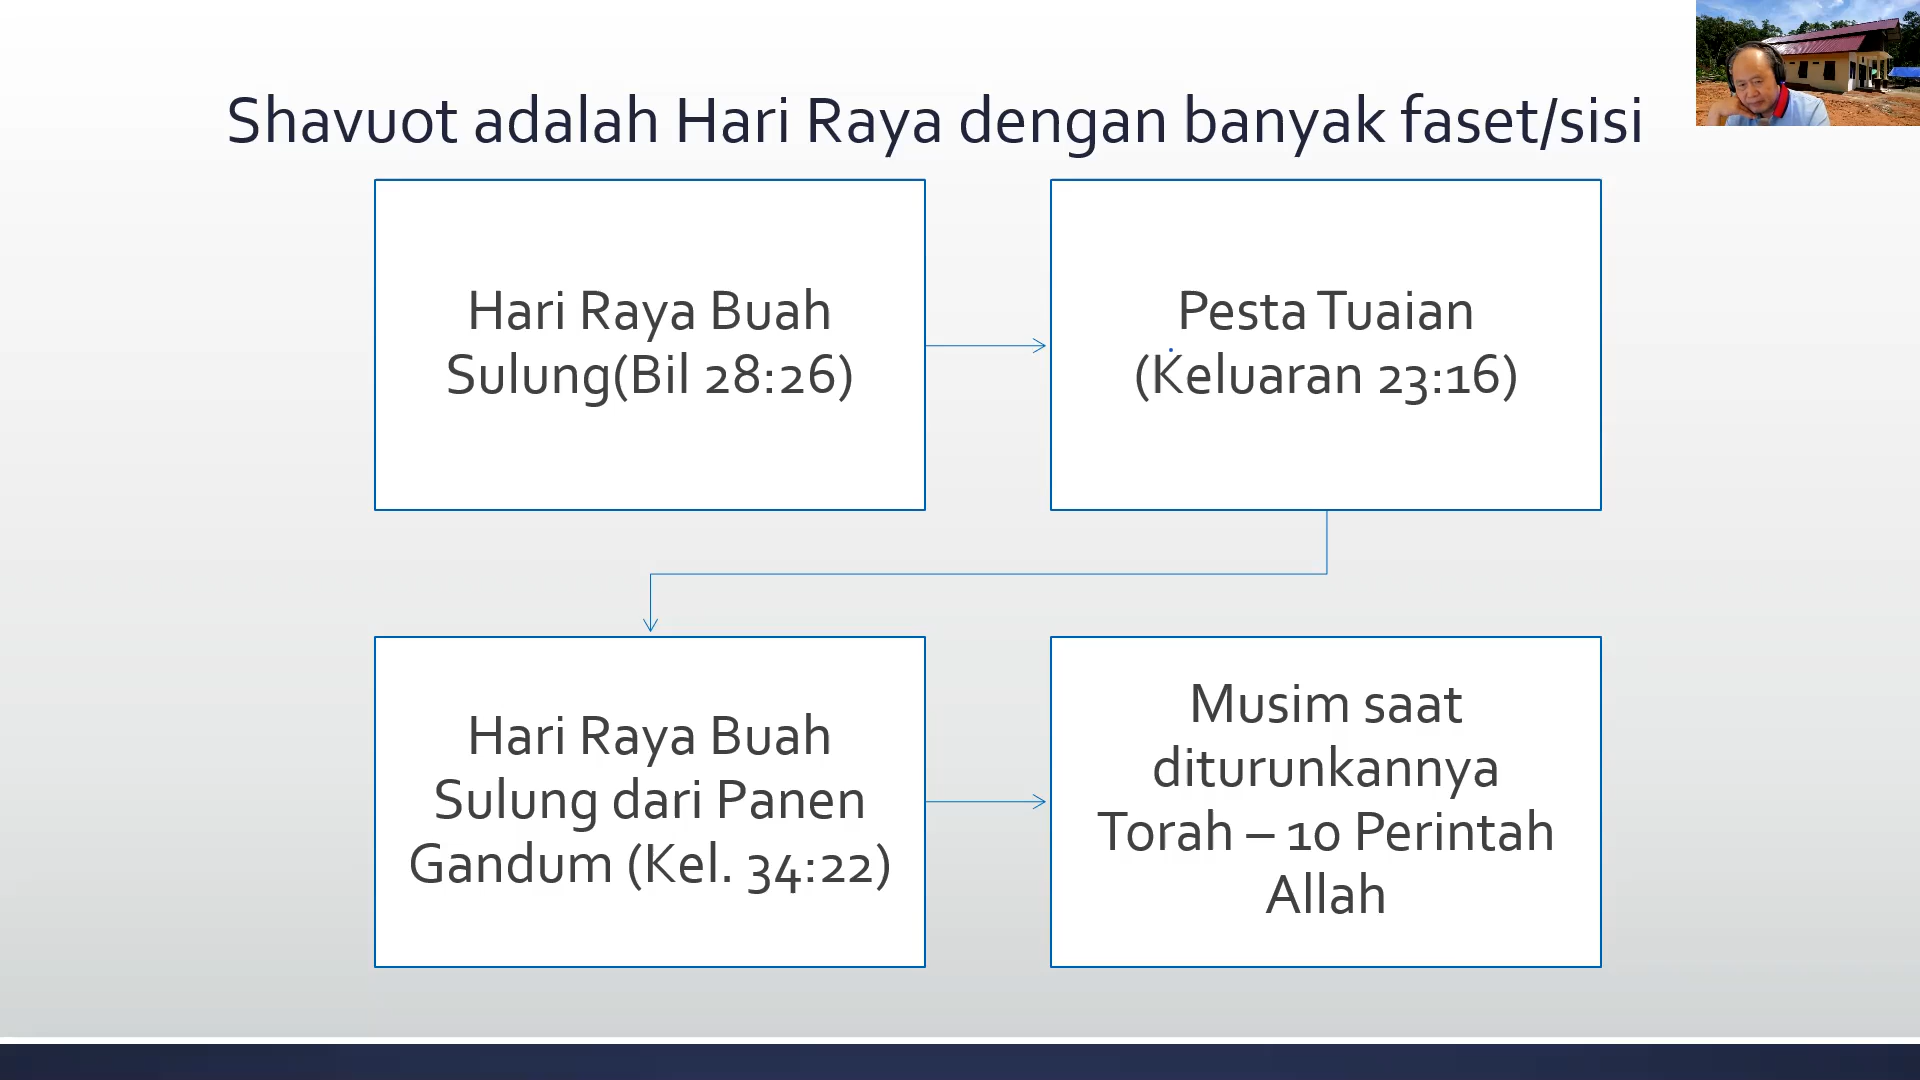 Shavuot adalah Hari Raya dengan banyak faset/sisi
Hari Raya Buah
Sulung(Bil 28:26)
Pesta Tuaian
(Keluaran 23:16)
Hari Raya Buah
Sulung dari Panen
Gandum (Kel. 34:22)
Musim saat
diturunkannya
Torah – 10 Perintah
Allah